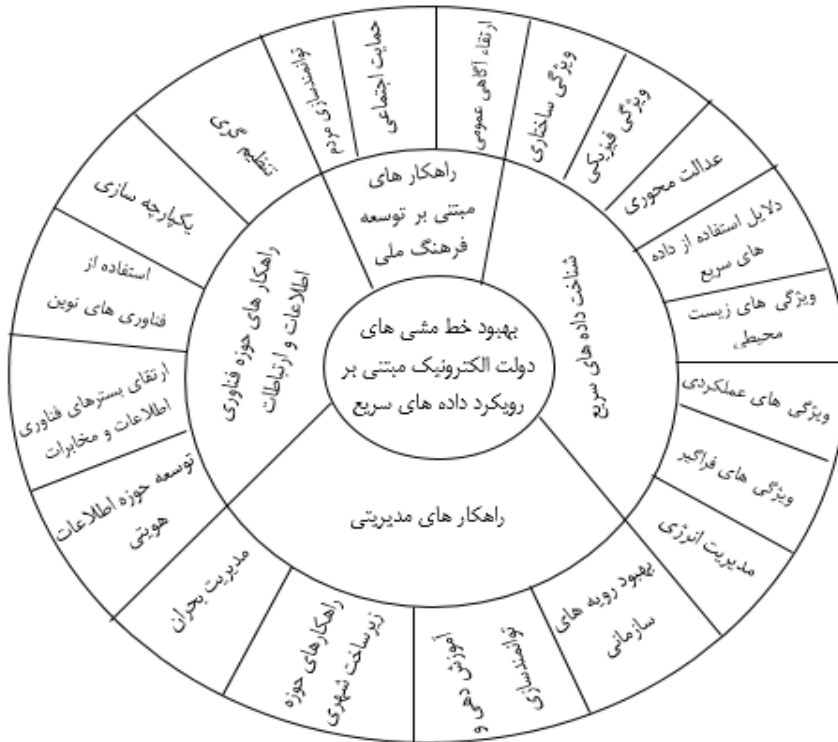 بهبود خط مشی های
دولت الکترونیک مبتنی بر
رویکرد داده های سریع
راهکار های
مبتنی بر توسعه
فرهنگ ملی
شناخت داده های سریع
راهکار های مدیریتی
راهکار های حوزه فناوری
اطلاعات و ارتباطات
ارتقاء آگاهی عمومی
حمایت اجتماعی
توانمندسازی مردم
ویژگی ساختاری
ویژگی فیزیکی
عدالت محوری
دلایل استفاده از داده
های سریع
ویژگی های زیست
محیطی
ویژگی های عملکردی
ویژگی های فراگیر
مدیریت انرژی
بهبود رویه های
سازمانی
آموزش دهی و
توانمندسازی
راهکارهای حوزه
زیرساخت شهری
مدیریت بحران
توسعه حوزه اطلاعات
هویتی
ارتقای بسترهای فناوری
اطلاعات و مخابرات
استفاده از
فناوری های نوین
یکپارچه سازی
تنظیم گری